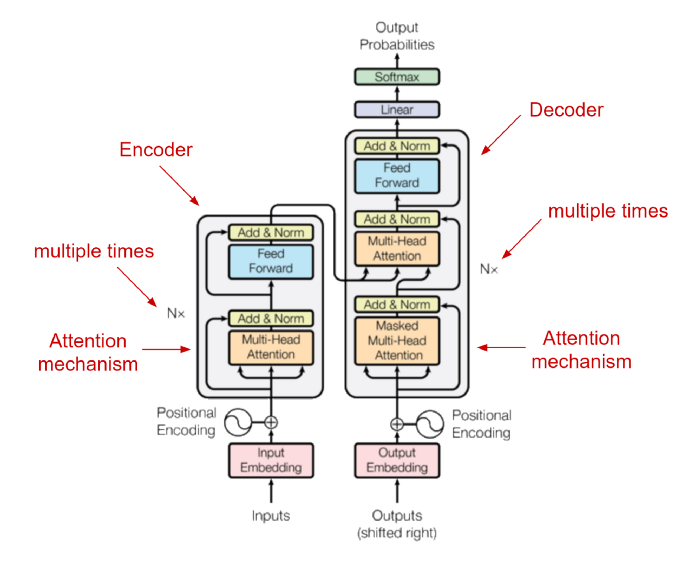 Output
Probabilities
Softmax
Linear
Decoder
Add & Norm
Feed
Forward
Add & Norm
Multi-Head
Attention
multiple times
N×
Add & Norm
Masked
Multi-Head
Attention
Attention
mechanism
Positional
Encoding
Output
Embedding
Outputs
(shifted right)
Encoder
Add & Norm
Feed
Forward
multiple times
N×
Add & Norm
Multi-Head
Attention
Attention
mechanism
Positional
Encoding
Input
Embedding
Inputs